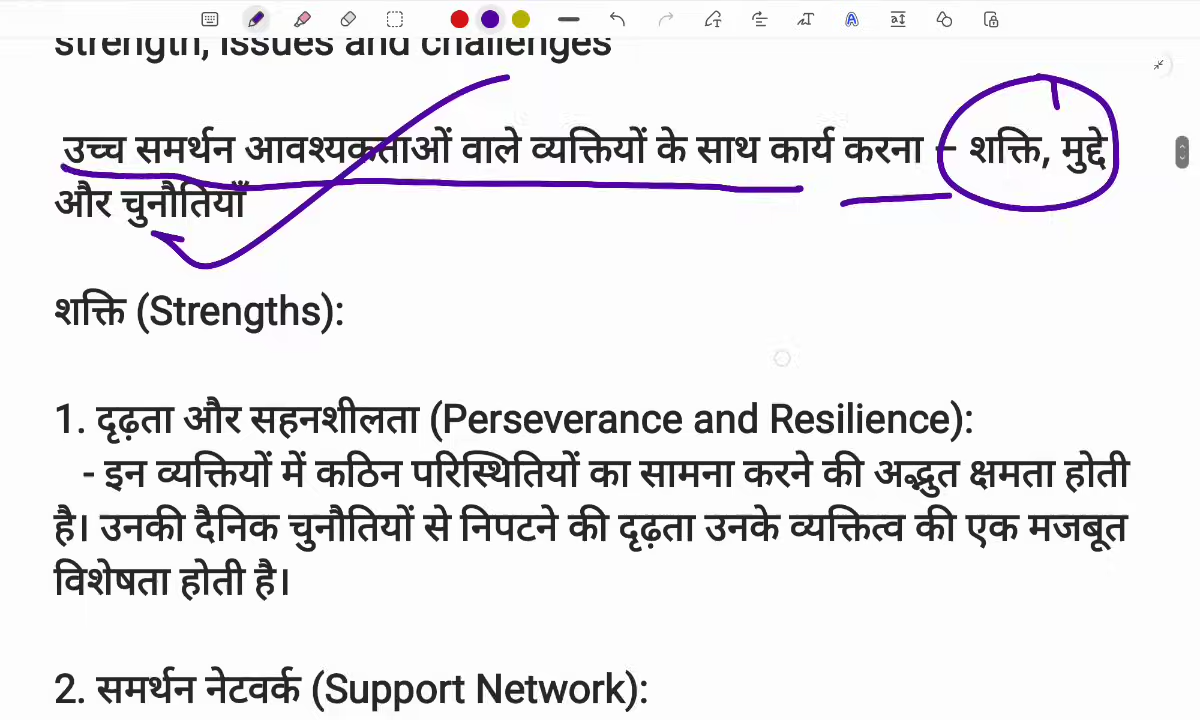 strength, issues and challenges
उच्च समर्थन आवश्यकताओं वाले व्यक्तियों के साथ कार्य करना – शक्ति, मुद्दे
और चुनौतियाँ
शक्ति (Strengths):
1. दृढ़ता और सहनशीलता (Perseverance and Resilience):
- इन व्यक्तियों में कठिन परिस्थितियों का सामना करने की अद्भुत क्षमता होती
है। उनकी दैनिक चुनौतियों से निपटने की दृढ़ता उनके व्यक्तित्व की एक मजबूत
विशेषता होती है।
2. समर्थन नेटवर्क (Support Network):